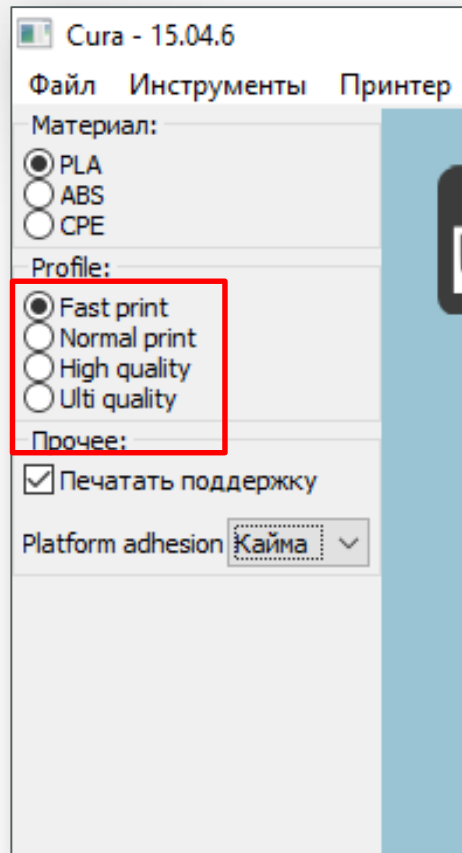 Cura - 15.04.6
Файл Инструменты Принтер
Материал:
PLA
ABS
CPE
Profile:
Fast print
Normal print
High quality
Ulti quality
Прочее:
Печатать поддержку
Platform adhesion Кайма